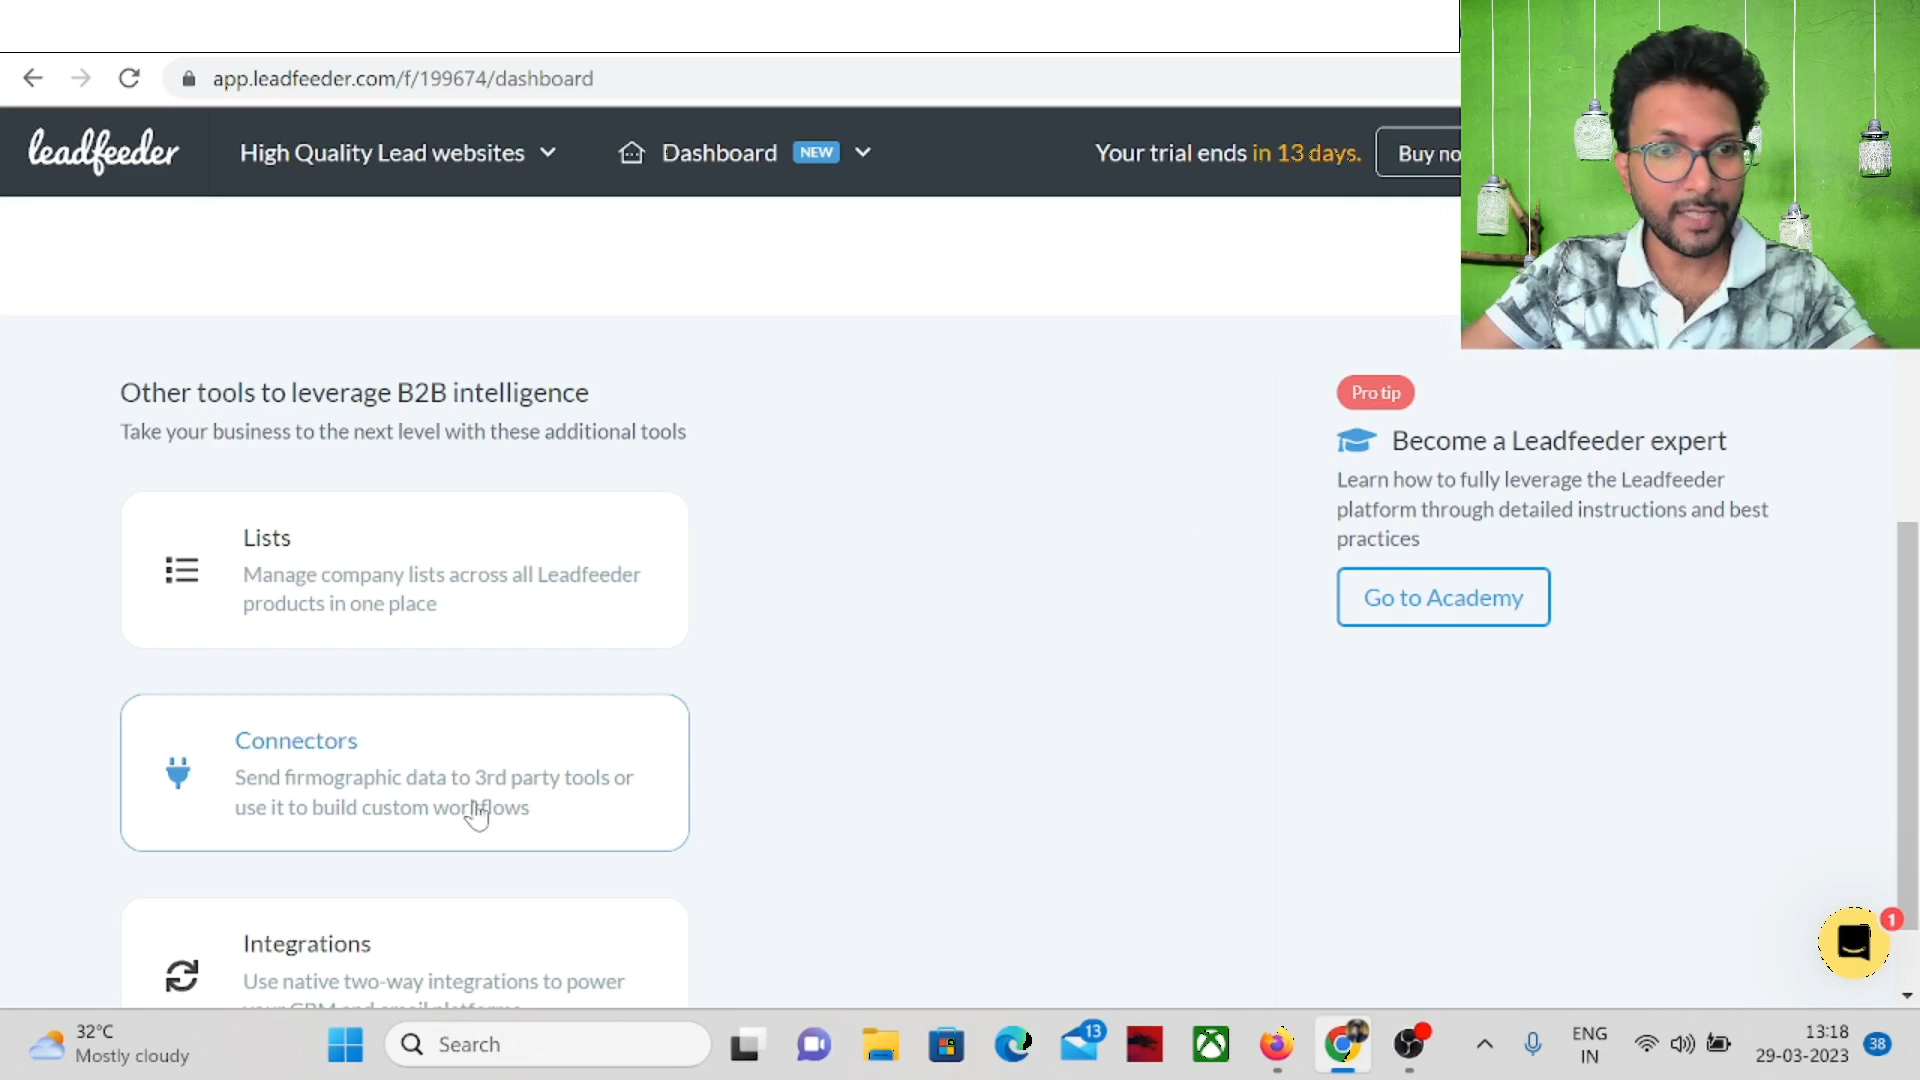 app.leadfeeder.com/f/199674/dashboard
leadfeeder
High Quality Lead websites
Dashboard NEW
Your trial ends in 13 days.
Buy no
Other tools to leverage B2B intelligence
Take your business to the next level with these additional tools
Lists
Manage company lists across all Leadfeeder
products in one place
Connectors
Send firmographic data to 3rd party tools or
use it to build custom workflows
Integrations
Use native two-way integrations to power
Pro tip
Become a Leadfeeder expert
Learn how to fully leverage the Leadfeeder
platform through detailed instructions and best
practices
Go to Academy
1
32°C
Mostly cloudy
Search
13
ENG
IN
13:18
29-03-2023
38